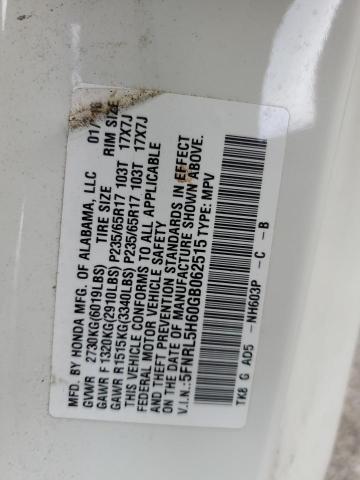 MFD. BY HONDA MFG. OF ALABAMA, LLC 01/16
GVWR 2730KG(6019LBS) TIRE SIZE RIM SIZE
GAWR F 1320KG(2910LBS) P235/65R17 103T 17X7J
GAWR R1515KG(3340LBS) P235/65R17 103T 17X7J
THIS VEHICLE CONFORMS TO ALL APPLICABLE
FEDERAL MOTOR VEHICLE SAFETY
AND THEFT PREVENTION STANDARDS IN EFFECT
ON THE DATE OF MANUFACTURE SHOWN ABOVE.
V.I.N.:5FNRL5H60GB062515 TYPE: MPV
TK8 G AD5 -NH603P -C -B